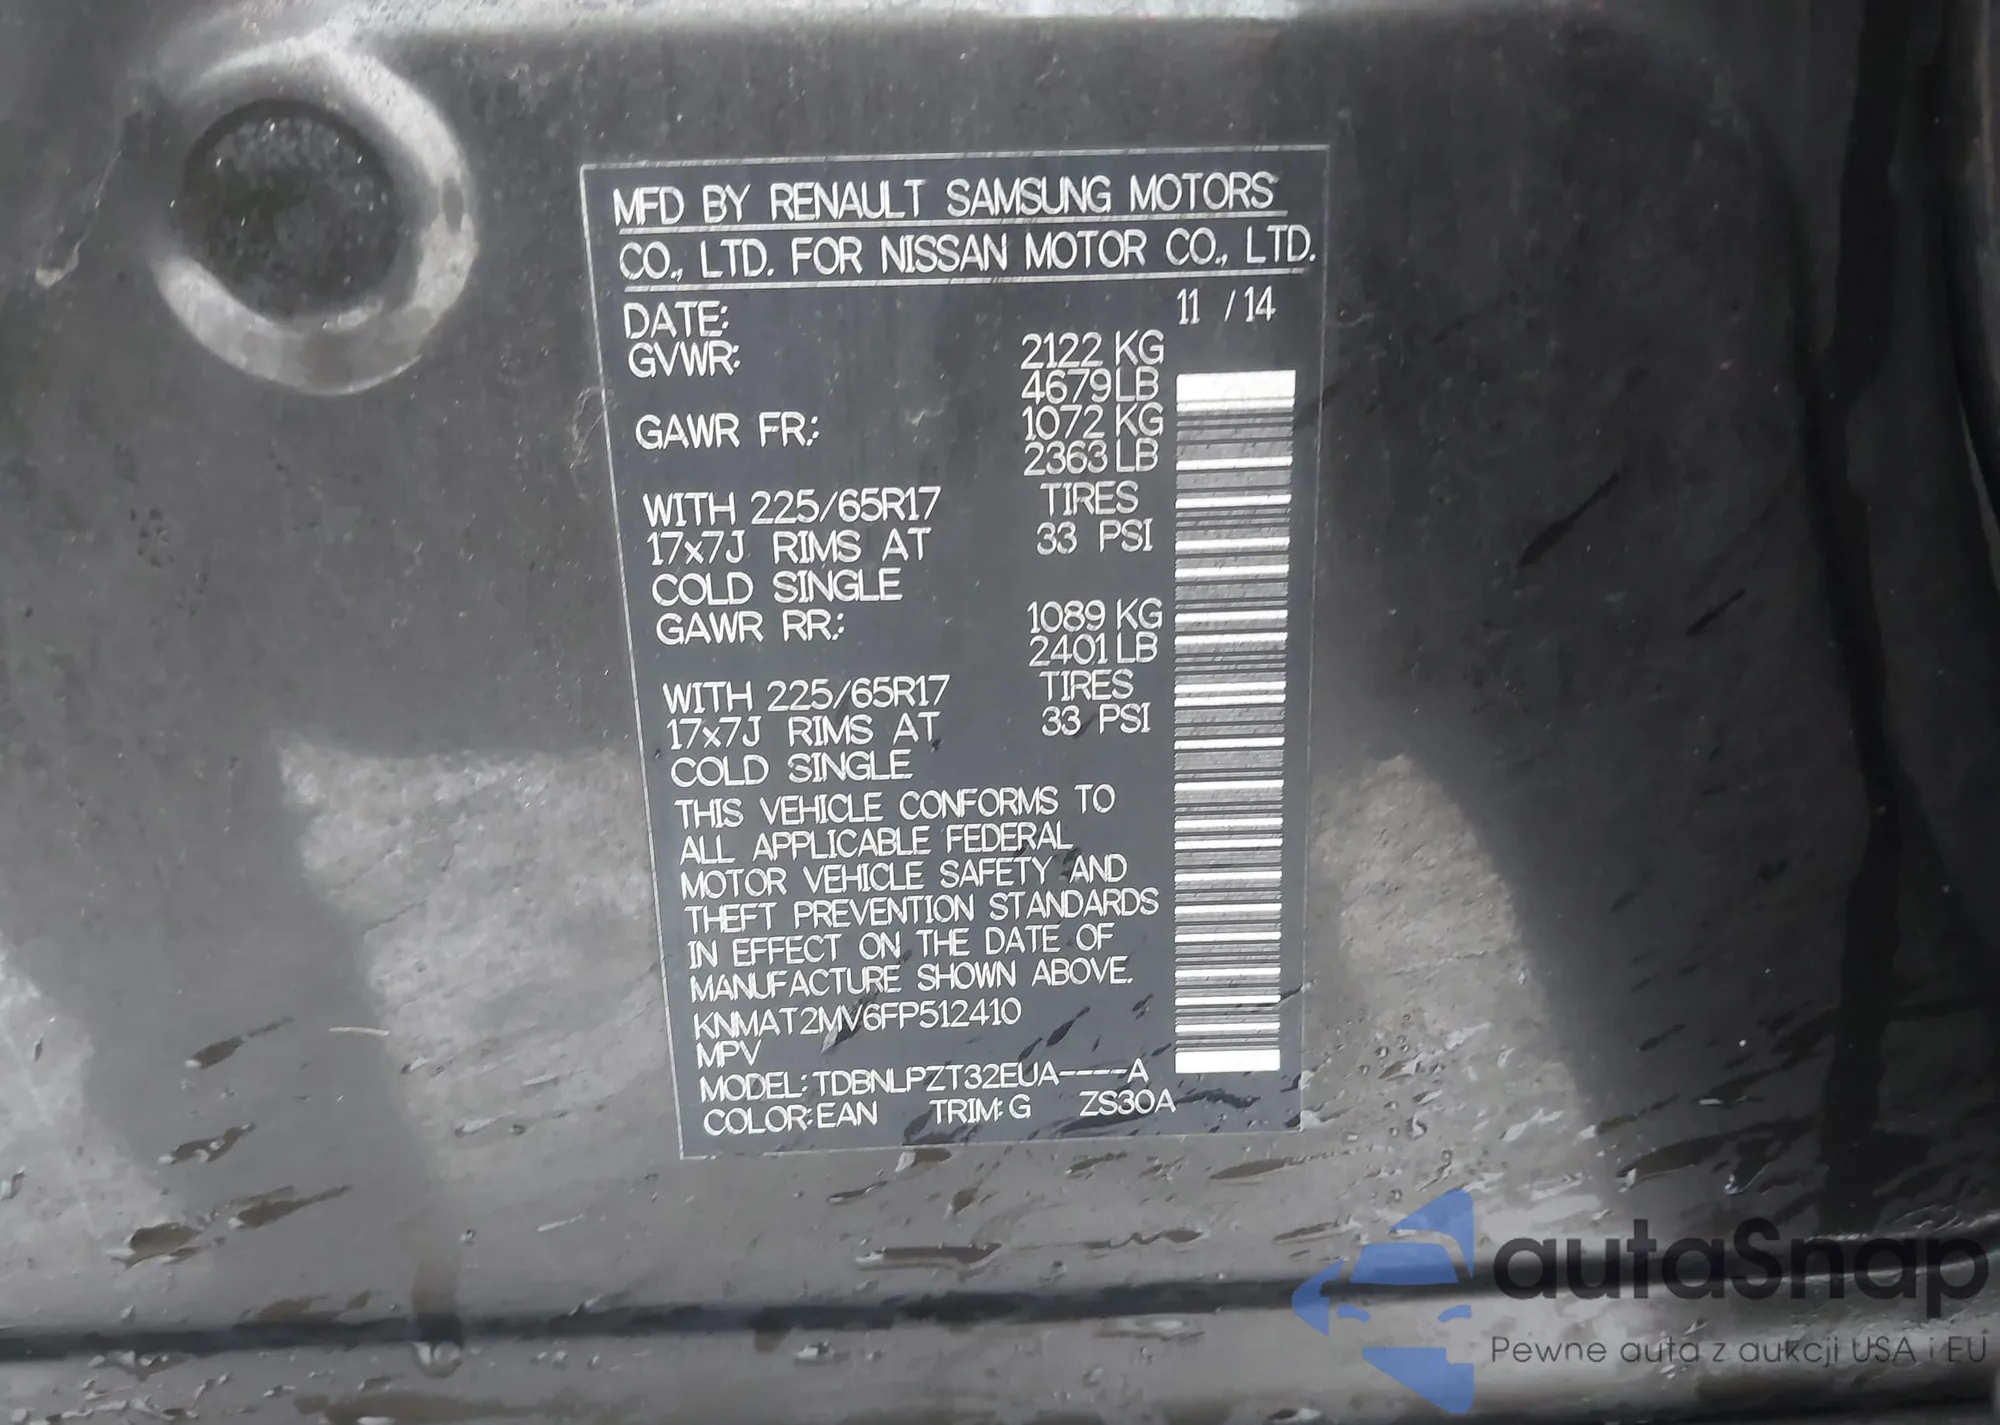 MFD BY RENAULT SAMSUNG MOTORS
CO., LTD. FOR NISSAN MOTOR CO., LTD.
DATE: 11 / 14
GVWR: 2122 KG
4679 LB
GAWR FR.: 1072 KG
2363 LB
WITH 225/65R17 TIRES
17x7J RIMS AT 33 PSI
COLD SINGLE
GAWR RR.: 1089 KG
2401 LB
WITH 225/65R17 TIRES
17x7J RIMS AT 33 PSI
COLD SINGLE
THIS VEHICLE CONFORMS TO
ALL APPLICABLE FEDERAL
MOTOR VEHICLE SAFETY AND
THEFT PREVENTION STANDARDS
IN EFFECT ON THE DATE OF
MANUFACTURE SHOWN ABOVE.
KNMAT2MV6FP512410
MPV
MODEL: TDBNLPZT32EUA----A
COLOR: EAN TRIM: G ZS30A
autaSnap
Pewne auta z aukcji USA i EU